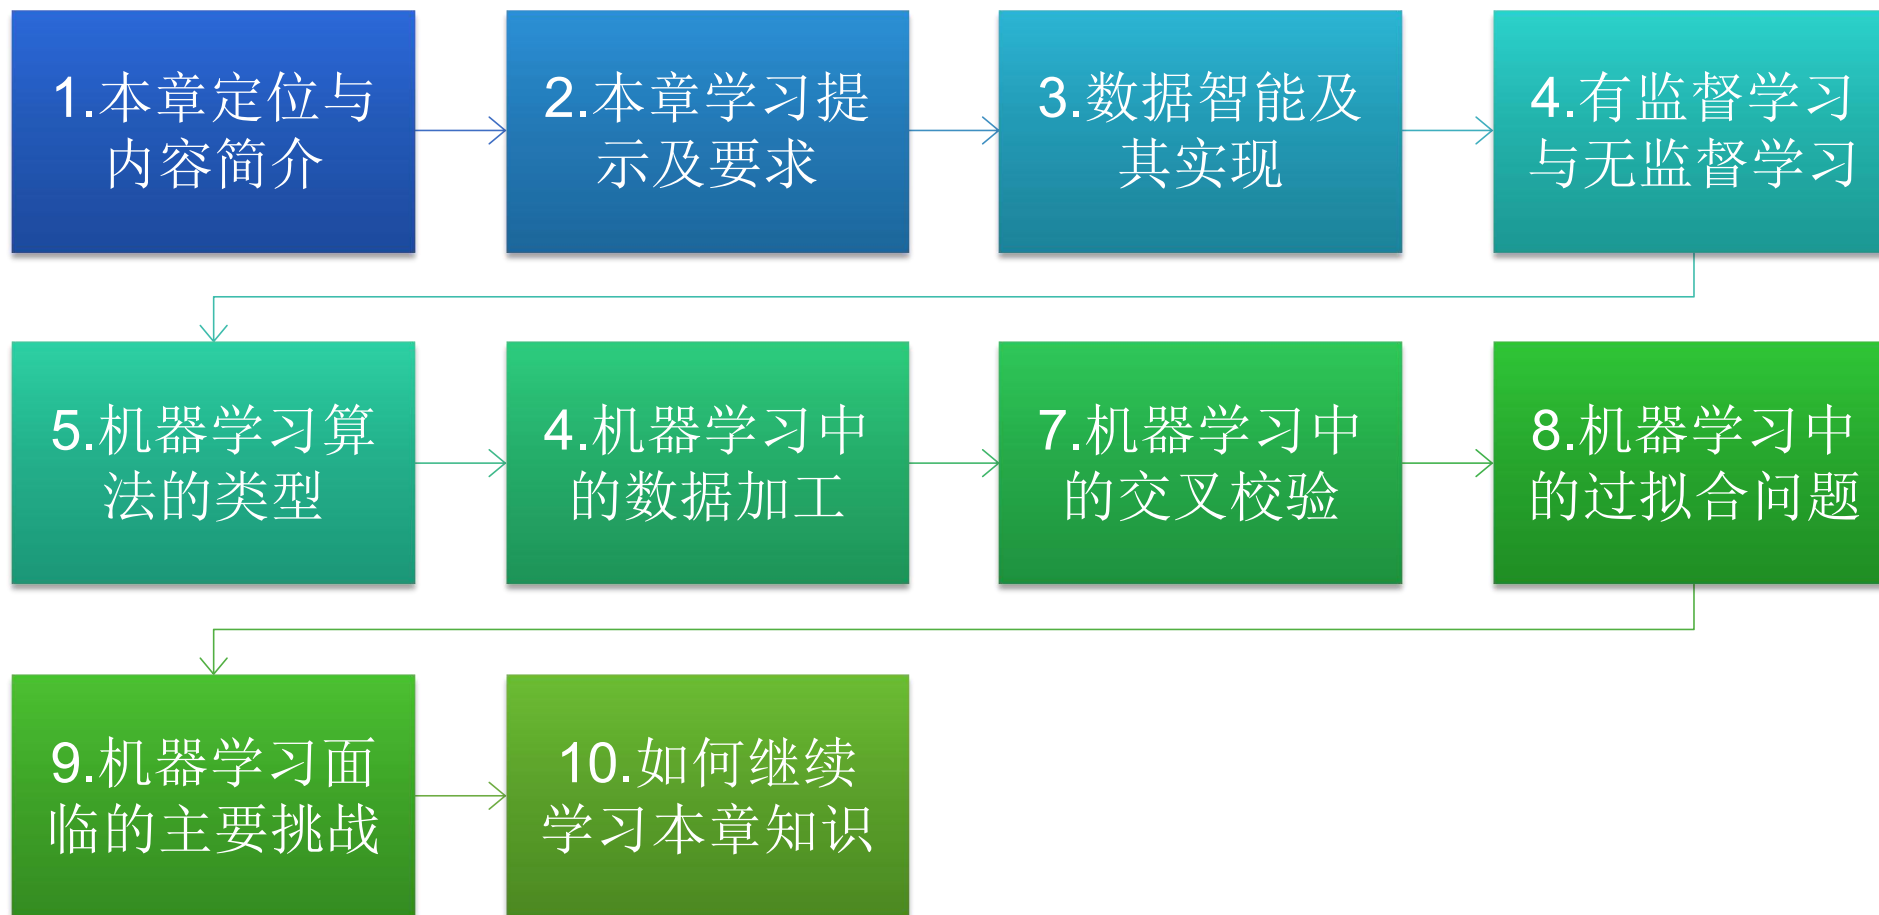 1.本章定位与
内容简介
2.本章学习提
示及要求
3.数据智能及
其实现
4.有监督学习
与无监督学习
5.机器学习算
法的类型
4.机器学习中
的数据加工
7.机器学习中
的交叉校验
8.机器学习中
的过拟合问题
9.机器学习面
临的主要挑战
10.如何继续
学习本章知识